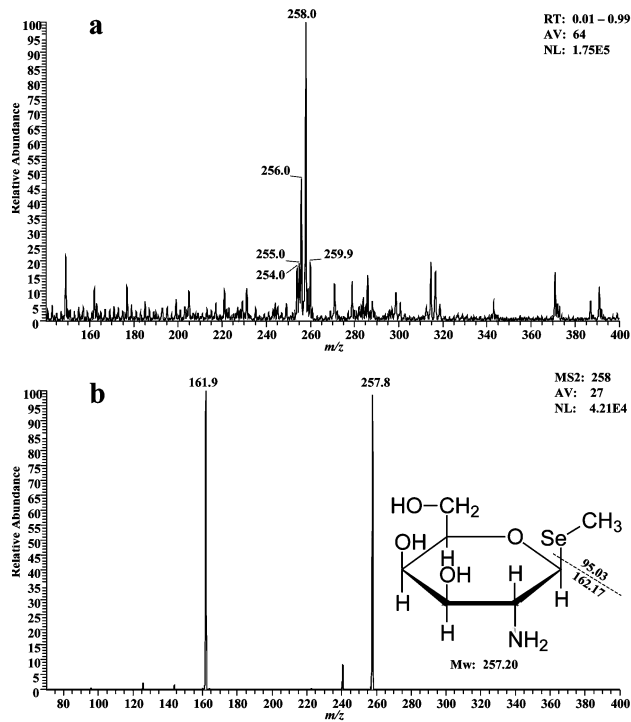 a
RT: 0.01 – 0.99
AV: 64
NL: 1.75E5
258.0
256.0
255.0
254.0
259.9
Relative Abundance
100
95
90
85
80
75
70
65
60
55
50
45
40
35
30
25
20
15
10
5
0
160 180 200 220 240 260 280 300 320 340 360 380 400
m/z
b
MS2: 258
AV: 27
NL: 4.21E4
161.9
257.8
Relative Abundance
100
95
90
85
80
75
70
65
60
55
50
45
40
35
30
25
20
15
10
5
0
HO CH2
OH O Se CH3
H
OH H
95.03
162.17
H H
H NH2
Mw: 257.20
80 100 120 140 160 180 200 220 240 260 280 300 320 340 360 380 400
m/z